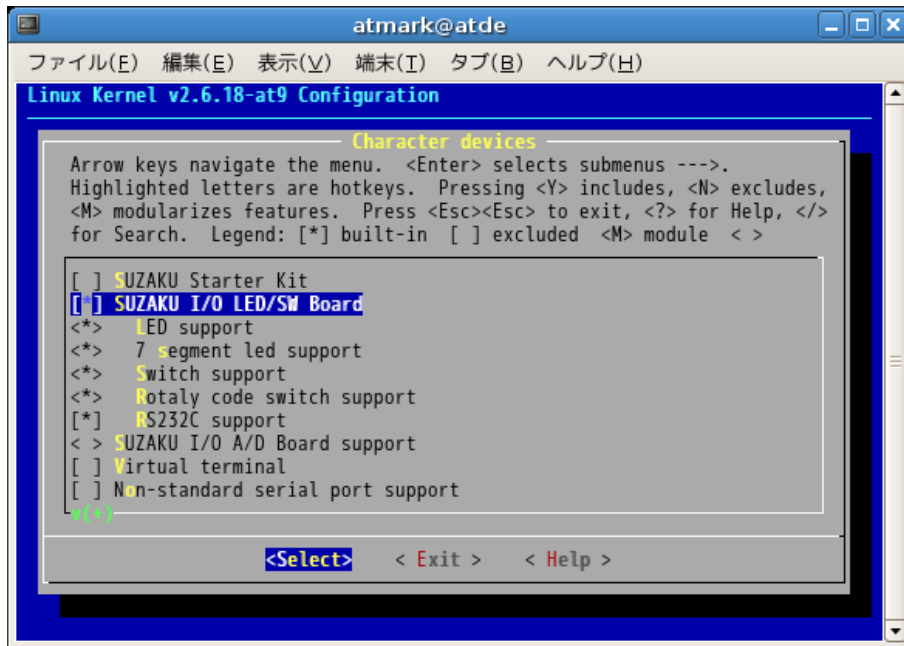 atmark@atde
ファイル(F) 編集(E) 表示(V) 端末(T) タブ(B) ヘルプ(H)
Linux Kernel v2.6.18-at9 Configuration
Character devices
Arrow keys navigate the menu. <Enter> selects submenus --->.
Highlighted letters are hotkeys. Pressing <Y> includes, <N> excludes,
<M> modularizes features. Press <Esc><Esc> to exit, <?> for Help, </>
for Search. Legend: [*] built-in [ ] excluded <M> module < >
[ ] SUZAKU Starter Kit
[*] SUZAKU I/O LED/SW Board
<*> LED support
<*> 7 segment led support
<*> Switch support
<*> Rotaly code switch support
[*] RS232C support
< > SUZAKU I/O A/D Board support
[ ] Virtual terminal
[ ] Non-standard serial port support
v(+)
<Select> < Exit > < Help >